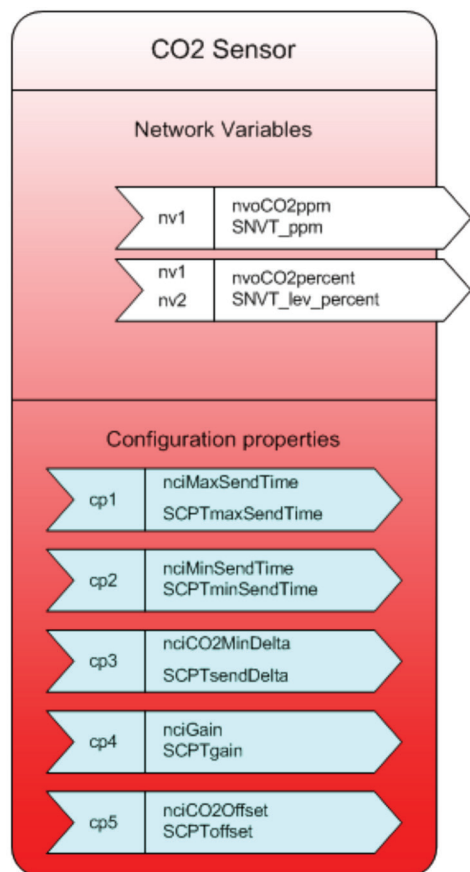 CO2 Sensor
Network Variables
nv1
nvoCO2ppm
SNVT_ppm
nv1
nv2
nvoCO2percent
SNVT_lev_percent
Configuration properties
cp1
nciMaxSendTime
SCPTmaxSendTime
cp2
nciMinSendTime
SCPTminSendTime
cp3
nciCO2MinDelta
SCPTsendDelta
cp4
nciGain
SCPTgain
cp5
nciCO2Offset
SCPToffset